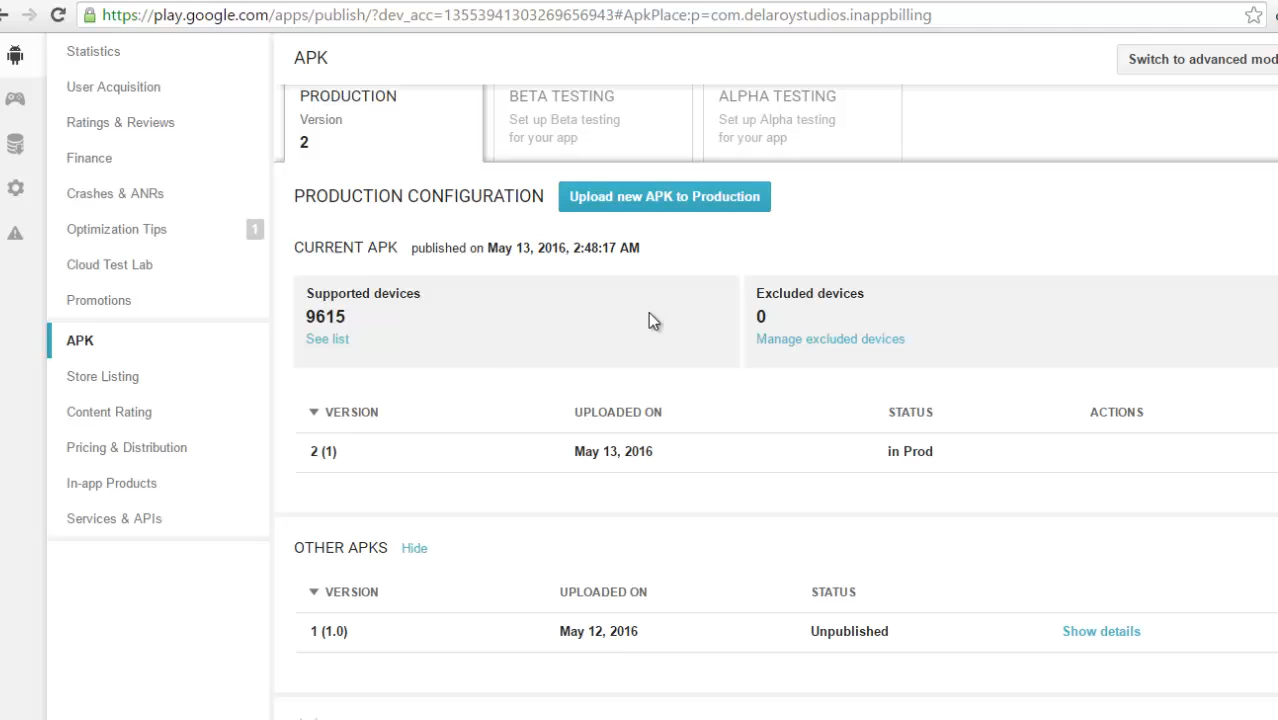 https://play.google.com/apps/publish/?dev_acc=13553941303269656943#ApkPlace:p=com.delaroystudios.inappbilling
Statistics
User Acquisition
Ratings & Reviews
Finance
Crashes & ANRs
Optimization Tips 1
Cloud Test Lab
Promotions
APK
Store Listing
Content Rating
Pricing & Distribution
In-app Products
Services & APIs
APK
Switch to advanced mod
PRODUCTION
Version
2
BETA TESTING
Set up Beta testing
for your app
ALPHA TESTING
Set up Alpha testing
for your app
PRODUCTION CONFIGURATION Upload new APK to Production
CURRENT APK published on May 13, 2016, 2:48:17 AM
Supported devices
9615
See list
Excluded devices
0
Manage excluded devices
VERSION UPLOADED ON STATUS ACTIONS
2 (1) May 13, 2016 in Prod
OTHER APKS Hide
VERSION UPLOADED ON STATUS
1 (1.0) May 12, 2016 Unpublished Show details